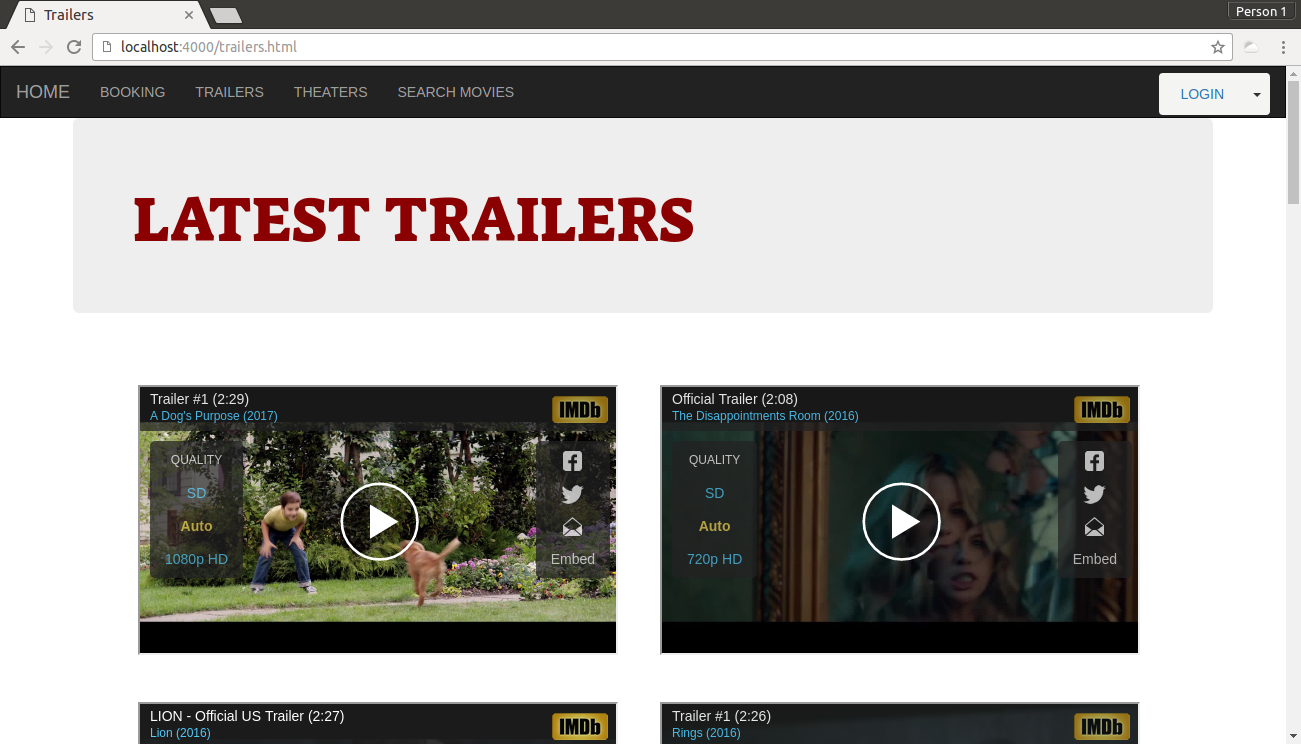 Trailers
Person 1
localhost:4000/trailers.html
HOME BOOKING TRAILERS THEATERS SEARCH MOVIES LOGIN
LATEST TRAILERS
Trailer #1 (2:29)
A Dog's Purpose (2017)
IMDb
QUALITY
SD
Auto
1080p HD
Embed
Official Trailer (2:08)
The Disappointments Room (2016)
IMDb
QUALITY
SD
Auto
720p HD
Embed
LION - Official US Trailer (2:27)
Lion (2016)
IMDb
Trailer #1 (2:26)
Rings (2016)
IMDb